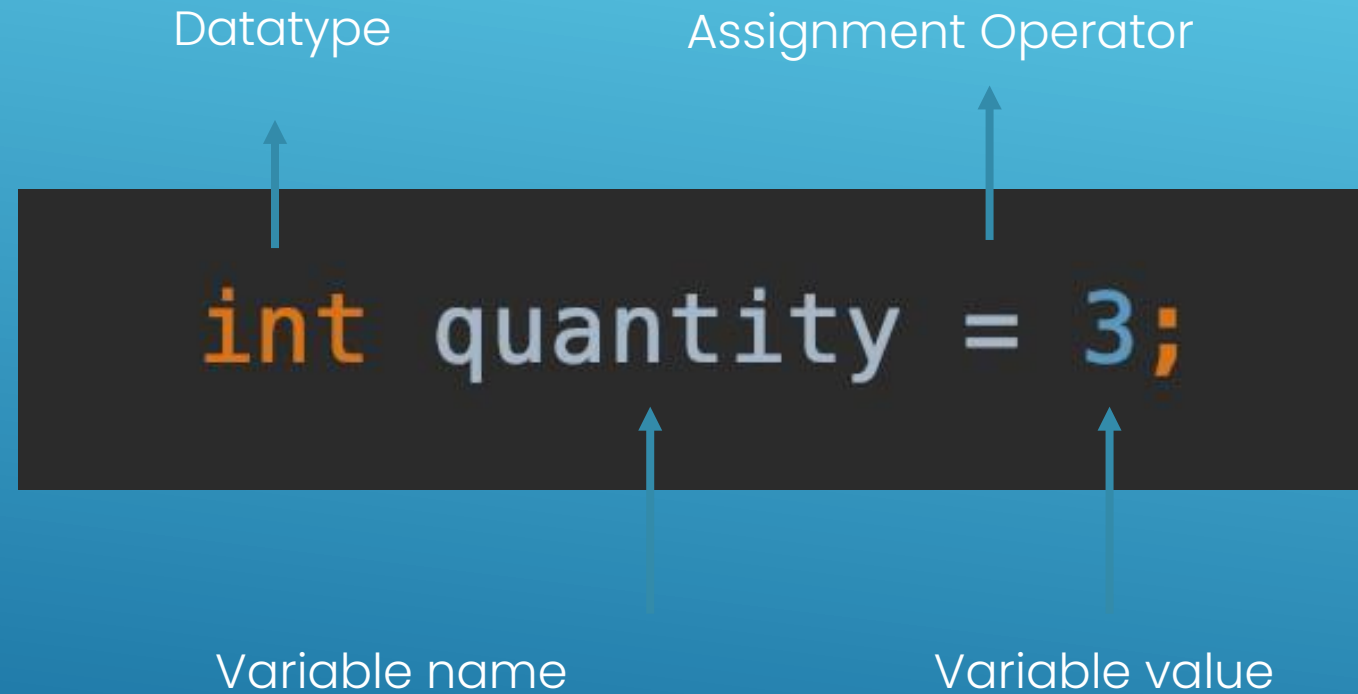 Datatype
Assignment Operator
int quantity = 3;
Variable name
Variable value